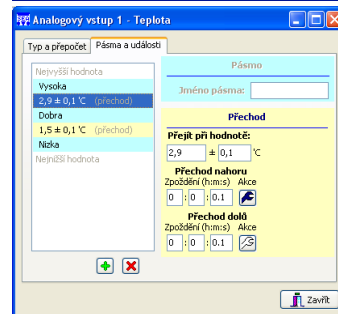 Analogový vstup 1 - Teplota
Typ a přepočet
Pásma a události
Nejvyšší hodnota
Vysoka
2,9 ± 0,1 ˚C (přechod)
Dobra
1,5 ± 0,1 ˚C (přechod)
Nizka
Nejnižší hodnota
Pásmo
Jméno pásma:
Přechod
Přejít při hodnotě:
2,9 ± 0,1 ˚C
Přechod nahoru
Zpoždění (h:m:s) Akce
0 : 0 : 0.1
Přechod dolů
Zpoždění (h:m:s) Akce
0 : 0 : 0.1
Zavřít